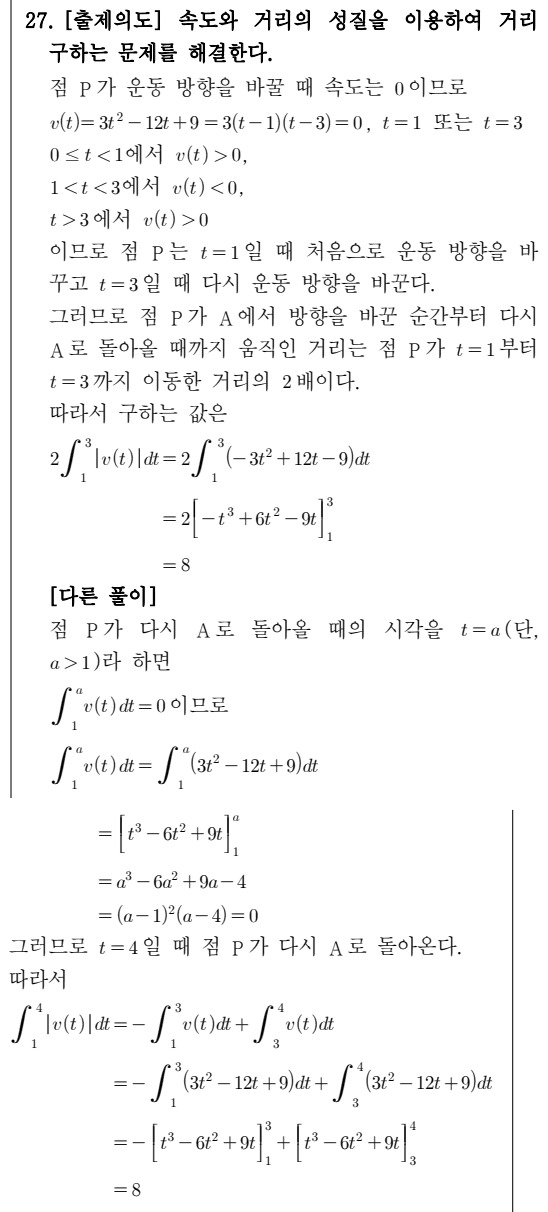 27. [출제의도] 속도와 거리의 성질을 이용하여 거리
구하는 문제를 해결한다.
점 P가 운동 방향을 바꿀 때 속도는 0이므로
v(t)=3t²−12t+9=3(t−1)(t−3)=0, t=1 또는 t=3
0≤t<1에서 v(t)>0,
1<t<3에서 v(t)<0,
t>3에서 v(t)>0
이므로 점 P는 t=1일 때 처음으로 운동 방향을 바
꾸고 t=3일 때 다시 운동 방향을 바꾼다.
그러므로 점 P가 A에서 방향을 바꾼 순간부터 다시
A로 돌아올 때까지 움직인 거리는 점 P가 t=1부터
t=3까지 이동한 거리의 2배이다.
따라서 구하는 값은
2∫₁³|v(t)|dt=2∫₁³(−3t²+12t−9)dt
=2[−t³+6t²−9t]₁³
=8
[다른 풀이]
점 P가 다시 A로 돌아올 때의 시각을 t=a(단,
a>1)라 하면
∫₁ᵃv(t)dt=0이므로
∫₁ᵃv(t)dt=∫₁ᵃ(3t²−12t+9)dt
=[t³−6t²+9t]₁ᵃ
=a³−6a²+9a−4
=(a−1)²(a−4)=0
그러므로 t=4일 때 점 P가 다시 A로 돌아온다.
따라서
∫₁⁴|v(t)|dt=−∫₁³v(t)dt+∫₃⁴v(t)dt
=−∫₁³(3t²−12t+9)dt+∫₃⁴(3t²−12t+9)dt
=−[t³−6t²+9t]₁³+[t³−6t²+9t]₃⁴
=8